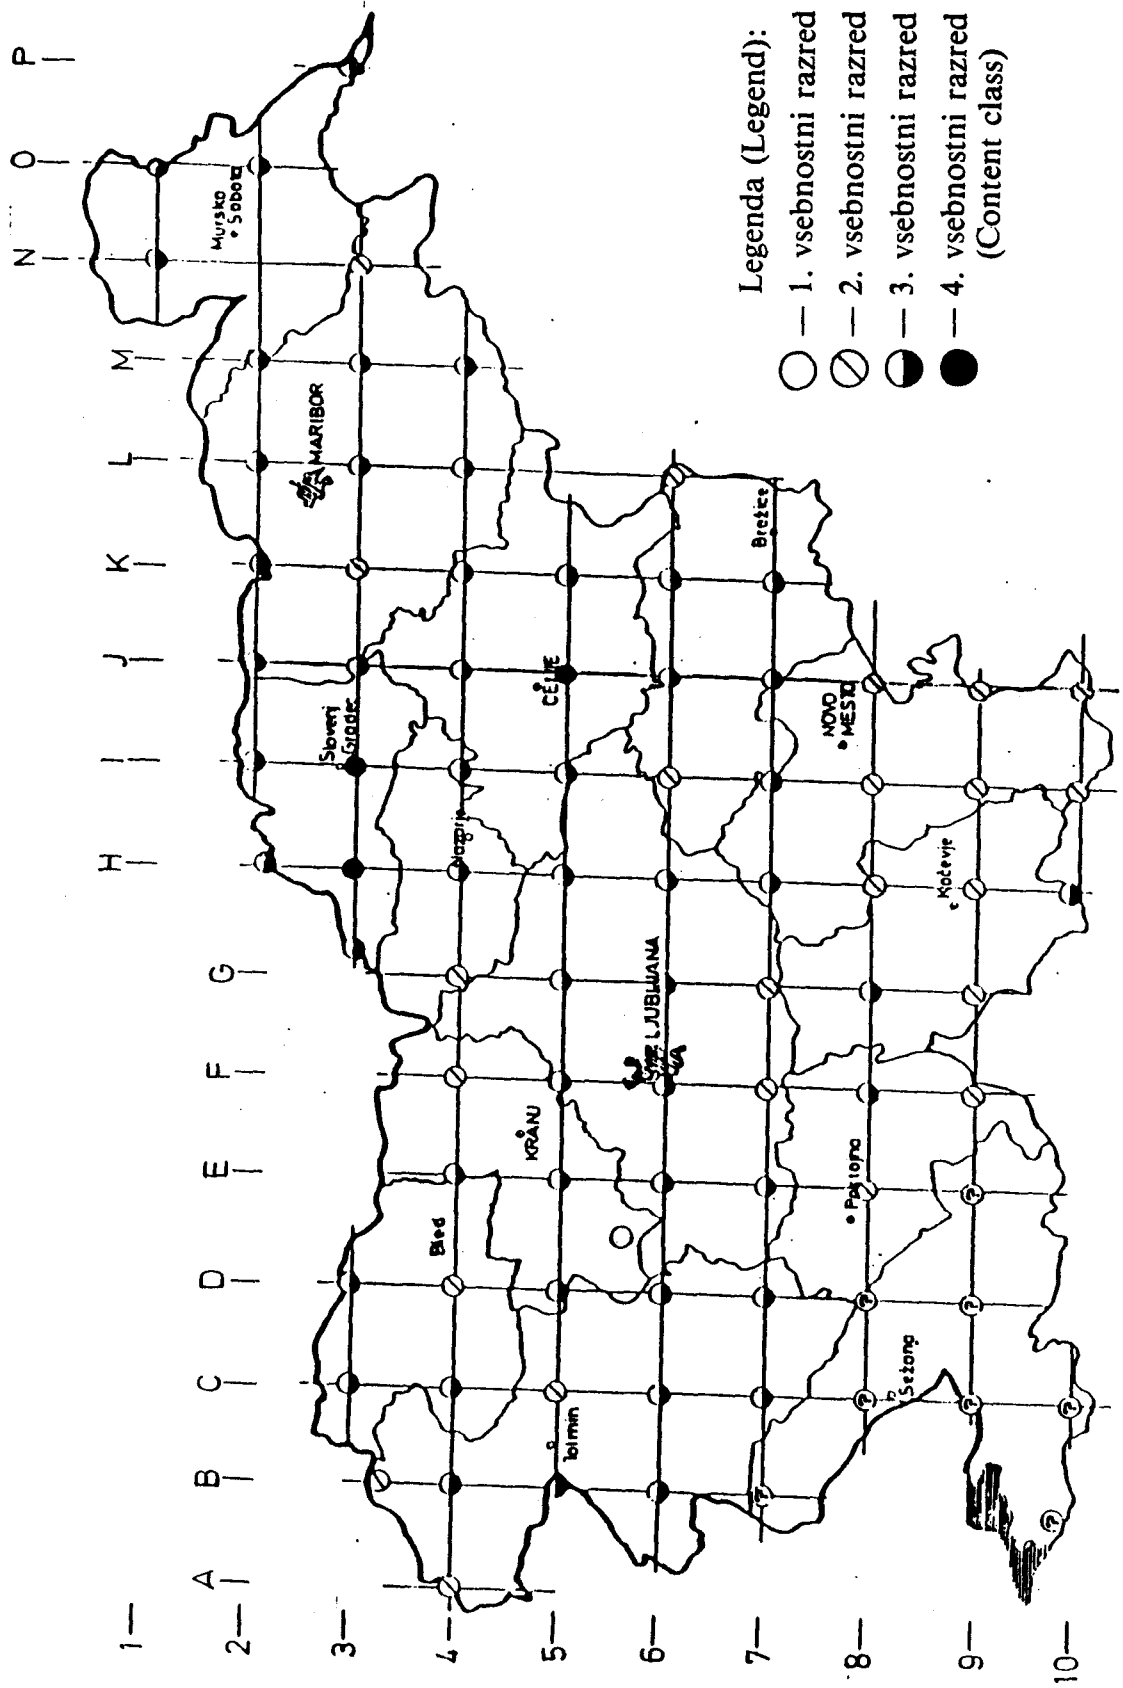 A B C D E F G H I J K L M N O P
1
2
3
4
5
6
7
8
9
10
Mursko
Sobota
MARIBOR
Slovenj
Gradec
CELJE
Nazarje
Brežice
NOVO
MESTO
Kočevje
LJUBLJANA
KRANJ
Bled
Postojna
Tolmin
Sežana
?
?
?
?
?
?
?
?
?
Legenda (Legend):
— 1. vsebnostni razred
— 2. vsebnostni razred
— 3. vsebnostni razred
— 4. vsebnostni razred
(Content class)